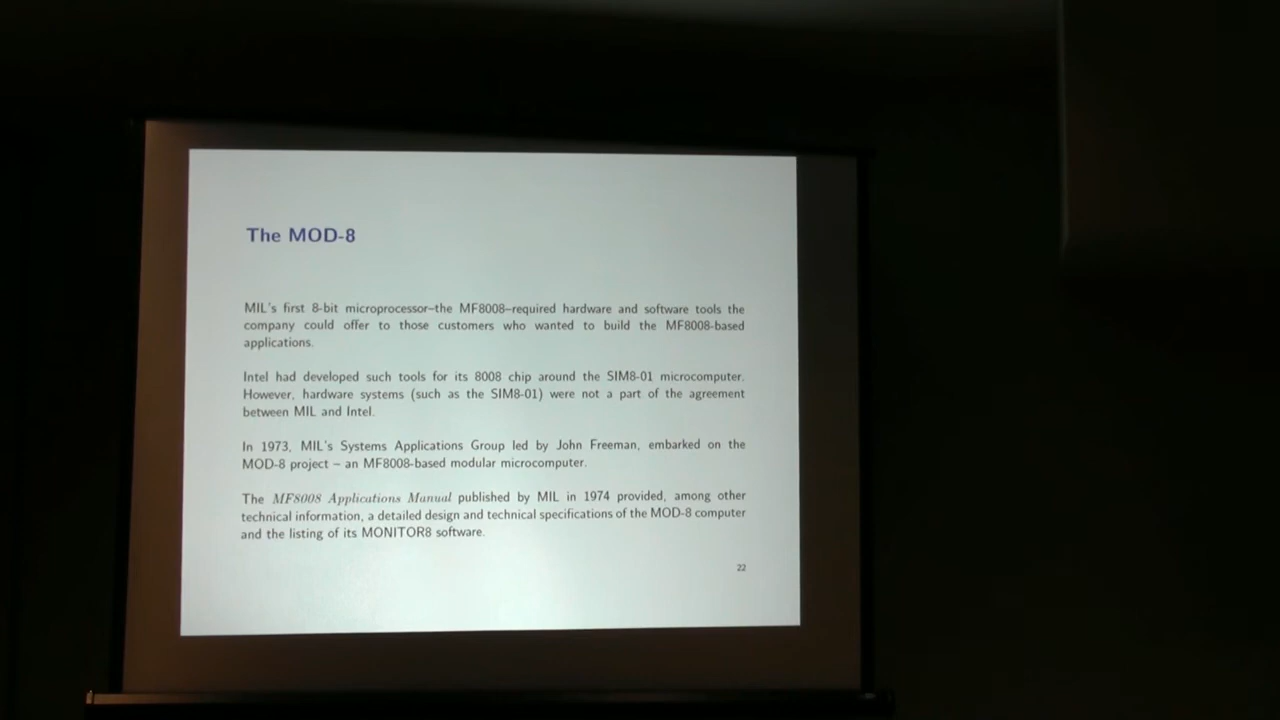 The MOD-8
MIL's first 8-bit microprocessor–the MF8008–required hardware and software tools the
company could offer to those customers who wanted to build the MF8008-based
applications.
Intel had developed such tools for its 8008 chip around the SIM8-01 microcomputer.
However, hardware systems (such as the SIM8-01) were not a part of the agreement
between MIL and Intel.
In 1973, MIL's Systems Applications Group led by John Freeman, embarked on the
MOD-8 project – an MF8008-based modular microcomputer.
The MF8008 Applications Manual published by MIL in 1974 provided, among other
technical information, a detailed design and technical specifications of the MOD-8 computer
and the listing of its MONITOR8 software.
22